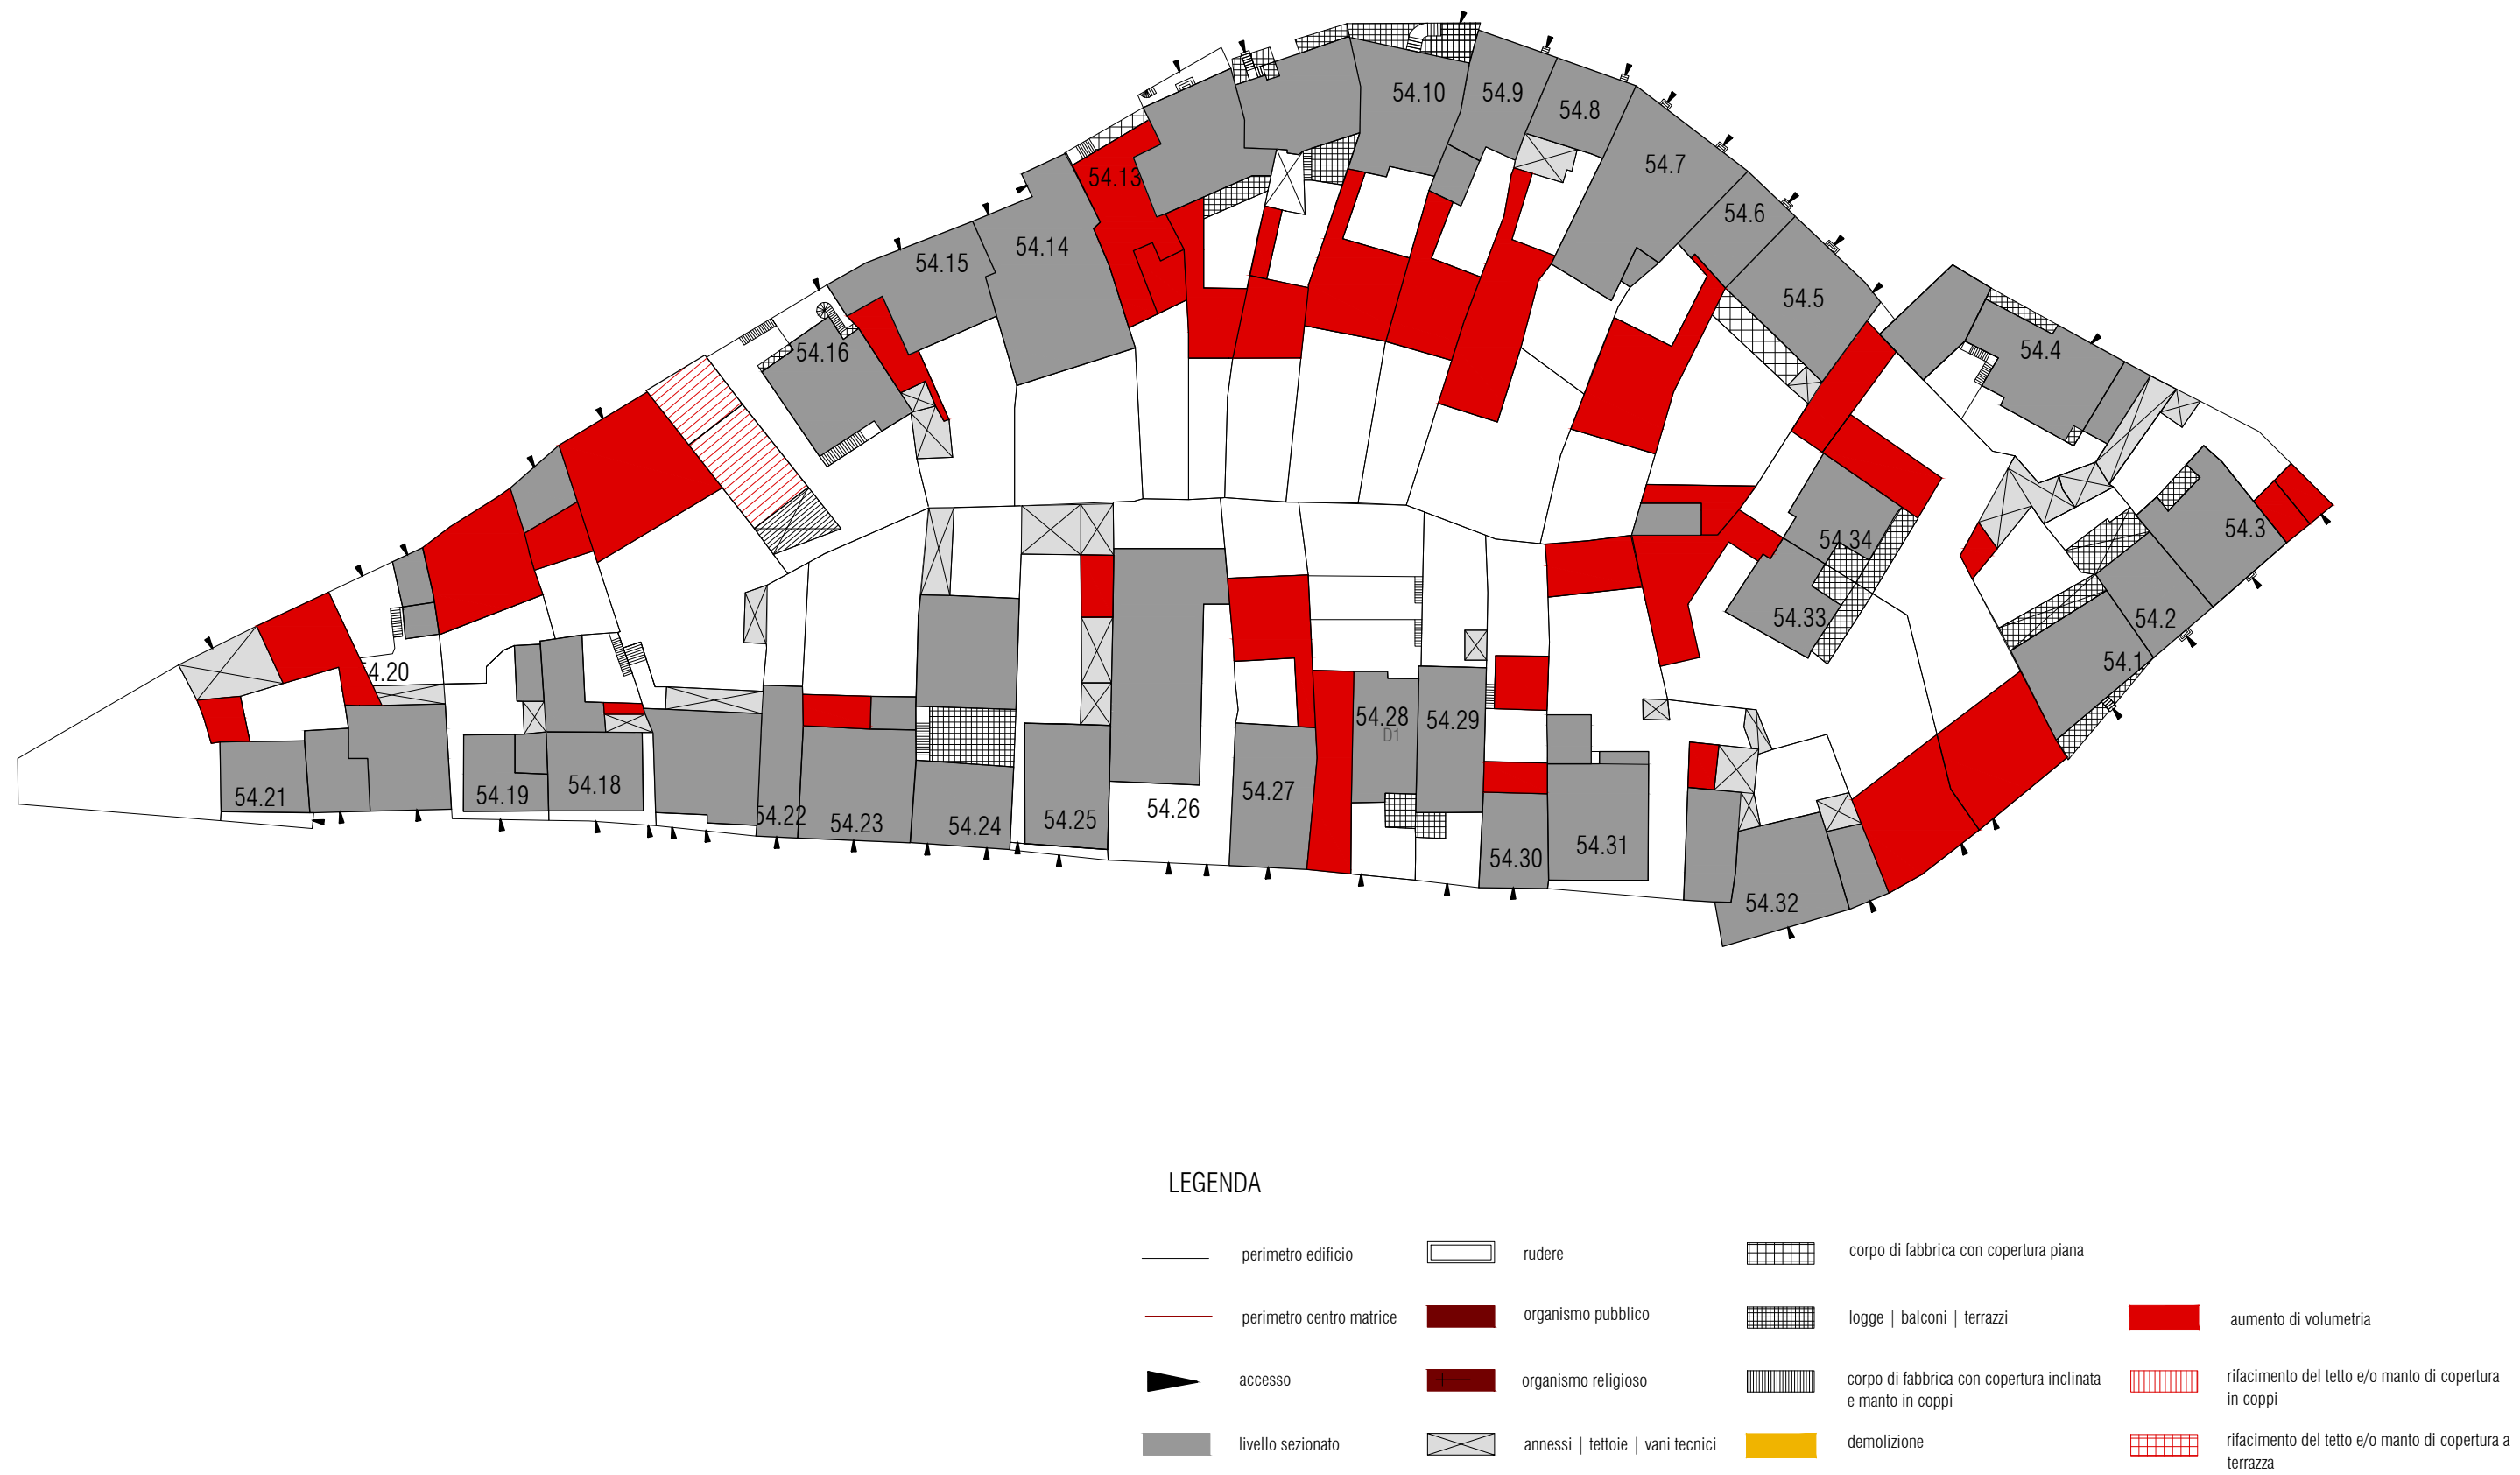 54.10
54.9
54.8
54.7
54.13
54.6
54.14
54.15
54.5
54.16
54.4
54.3
54.34
54.2
54.33
54.1
54.20
54.28
D1
54.29
54.21
54.19
54.18
54.22
54.23
54.24
54.25
54.26
54.27
54.30
54.31
54.32
LEGENDA
perimetro edificio
perimetro centro matrice
accesso
livello sezionato
rudere
organismo pubblico
organismo religioso
annessi | tettoie | vani tecnici
corpo di fabbrica con copertura piana
logge | balconi | terrazzi
corpo di fabbrica con copertura inclinata
e manto in coppi
demolizione
aumento di volumetria
rifacimento del tetto e/o manto di copertura
in coppi
rifacimento del tetto e/o manto di copertura a
terrazza